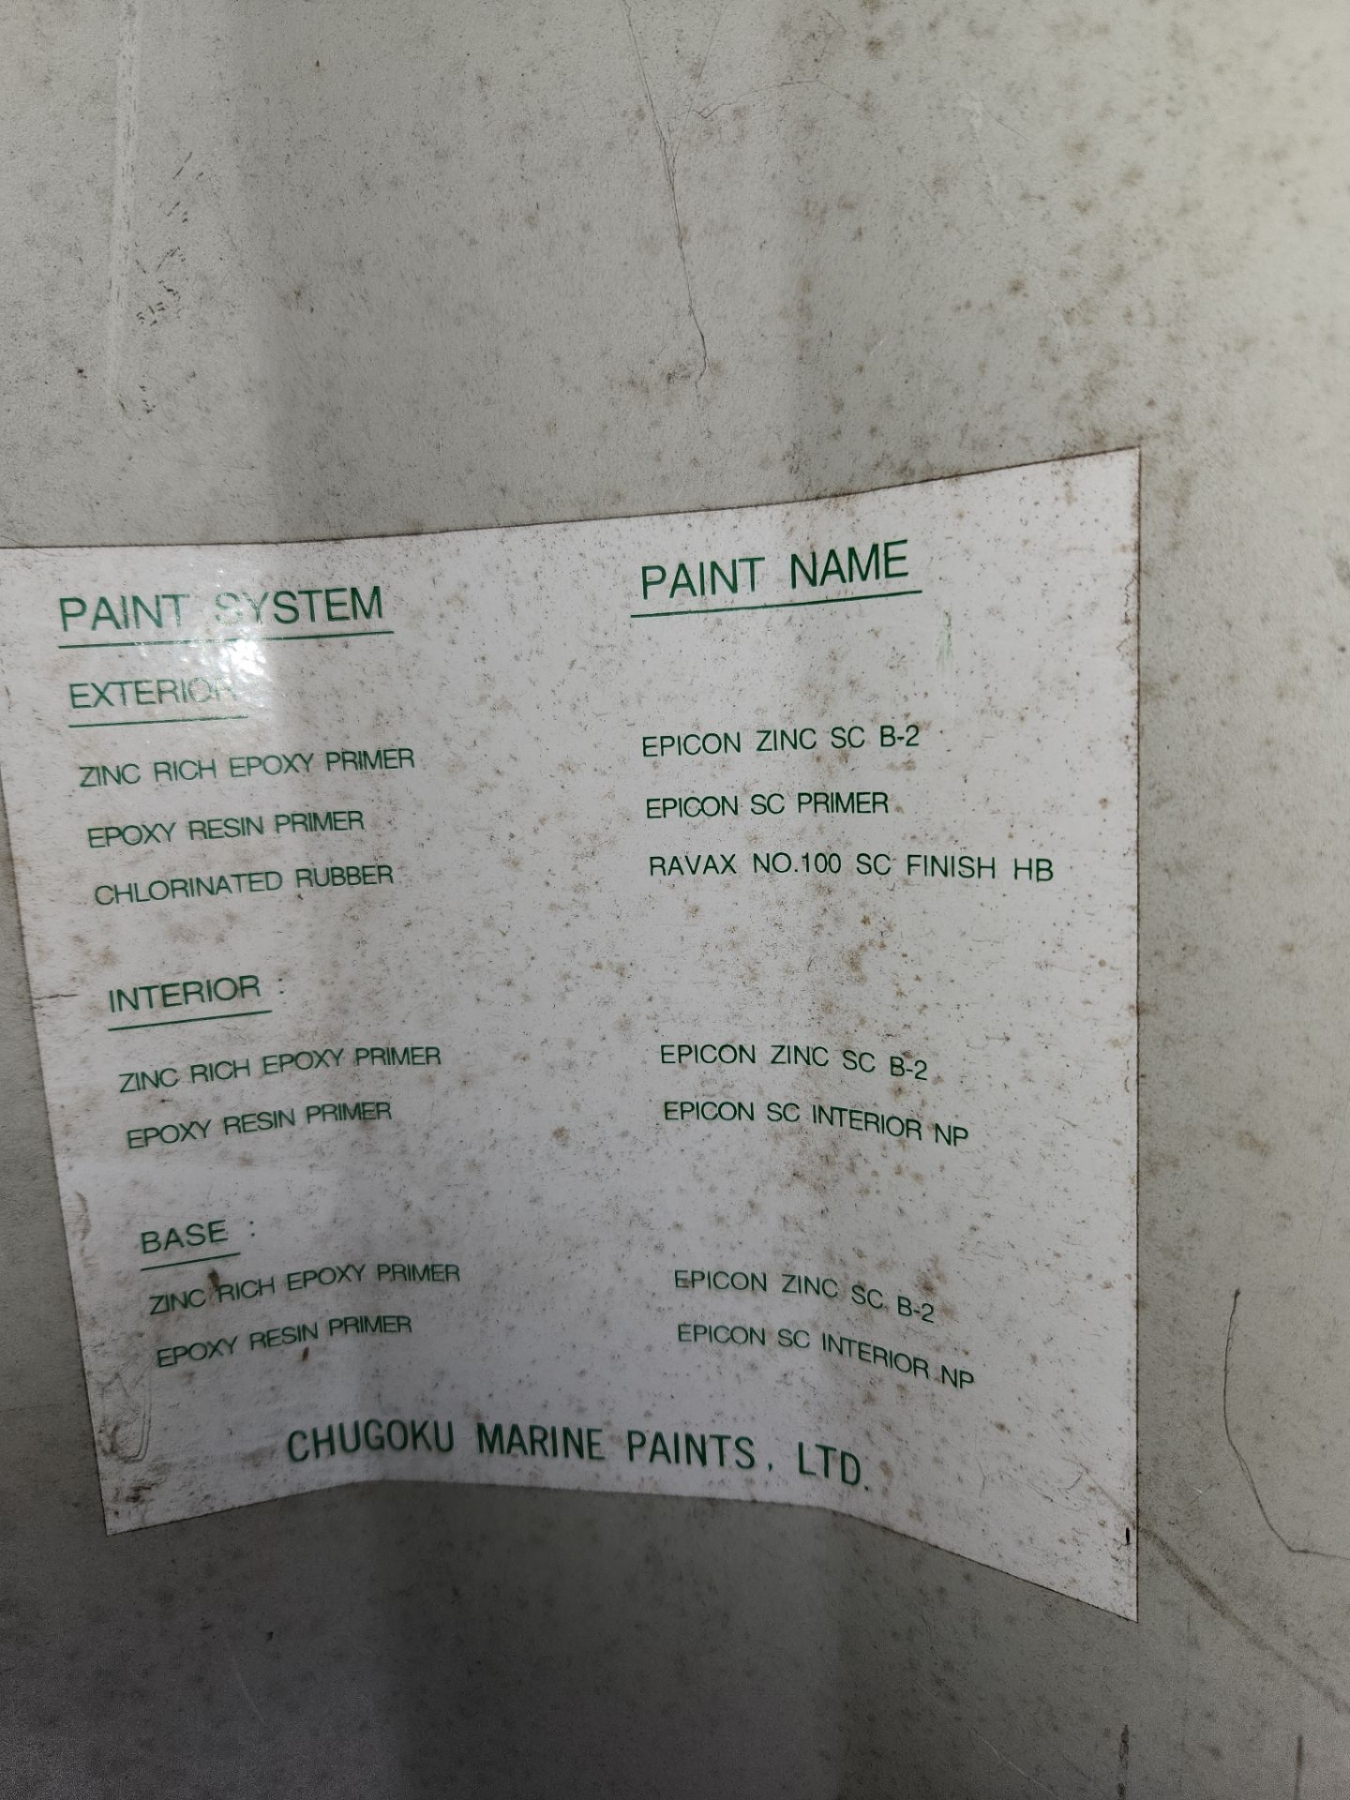 PAINT SYSTEM PAINT NAME
EXTERIOR
ZINC RICH EPOXY PRIMER EPICON ZINC SC B-2
EPOXY RESIN PRIMER EPICON SC PRIMER
CHLORINATED RUBBER RAVAX NO.100 SC FINISH HB
INTERIOR :
ZINC RICH EPOXY PRIMER EPICON ZINC SC B-2
EPOXY RESIN PRIMER EPICON SC INTERIOR NP
BASE :
ZINC RICH EPOXY PRIMER EPICON ZINC SC B-2
EPOXY RESIN PRIMER EPICON SC INTERIOR NP
CHUGOKU MARINE PAINTS, LTD.